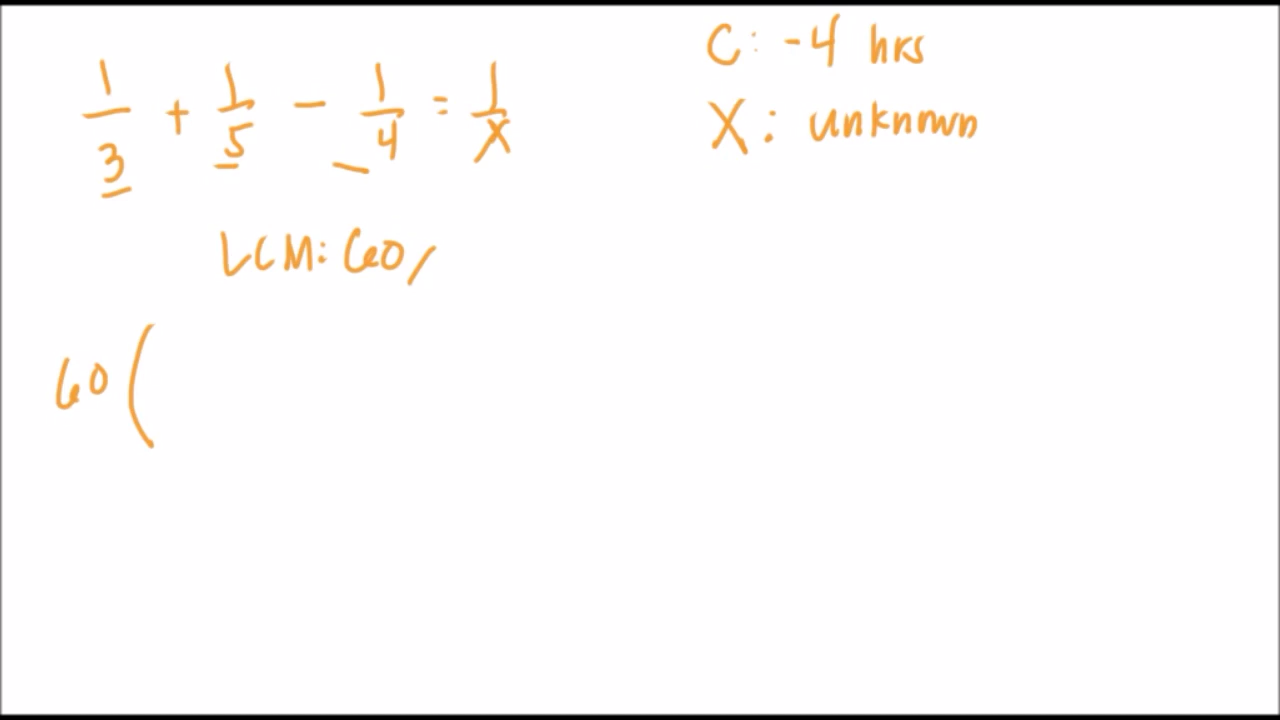 1/3 + 1/5 - 1/4 = 1/X
C: -4 hrs
X: unknown
LCM: 60/
60 (